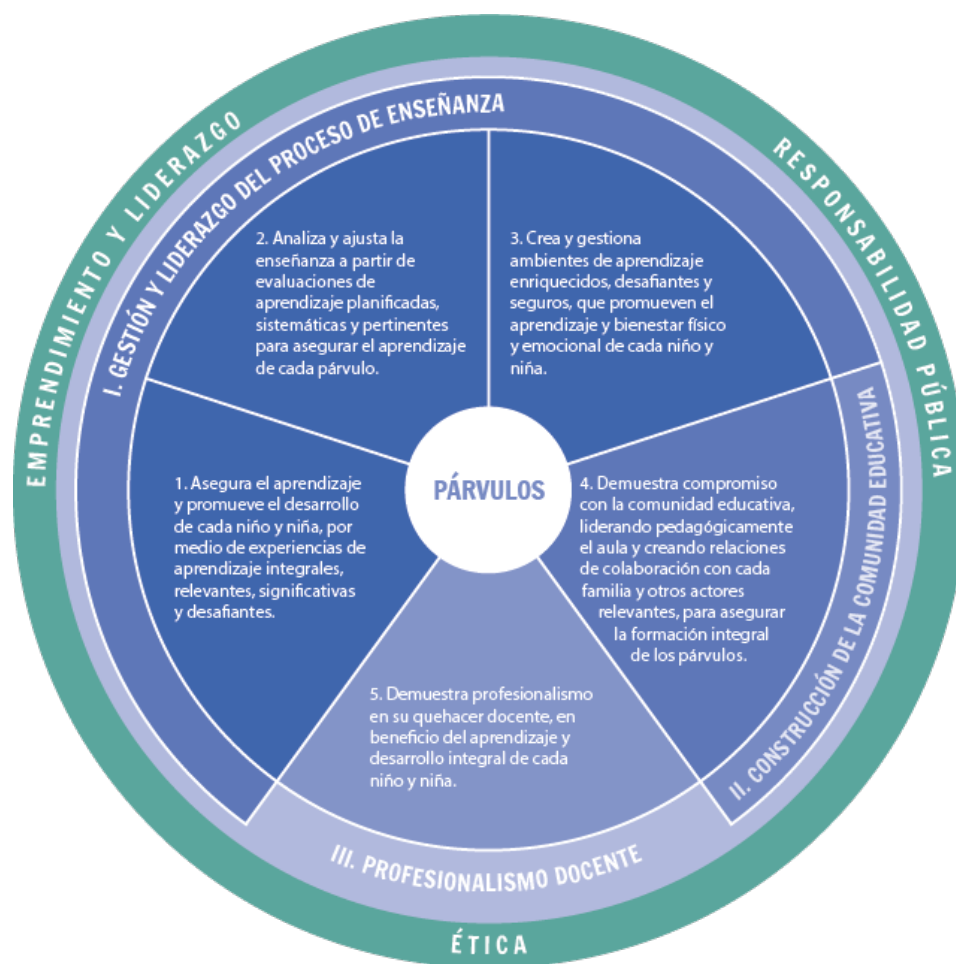 EMPRENDIMIENTO Y LIDERAZGO
RESPONSABILIDAD PÚBLICA
I. GESTIÓN Y LIDERAZGO DEL PROCESO DE ENSEÑANZA
2. Analiza y ajusta la
enseñanza a partir de
evaluaciones de
aprendizaje planificadas,
sistemáticas y pertinentes
para asegurar el aprendizaje
de cada párvulo.
3. Crea y gestiona
ambientes de aprendizaje
enriquecidos, desafiantes y
seguros, que promueven el
aprendizaje y bienestar físico
y emocional de cada niño y
niña.
PÁRVULOS
1. Asegura el aprendizaje
y promueve el desarrollo
de cada niño y niña, por
medio de experiencias de
aprendizaje integrales,
relevantes, significativas
y desafiantes.
4. Demuestra compromiso
con la comunidad educativa,
liderando pedagógicamente
el aula y creando relaciones
de colaboración con cada
familia y otros actores
relevantes, para asegurar
la formación integral
de los párvulos.
II. CONSTRUCCIÓN DE LA COMUNIDAD EDUCATIVA
5. Demuestra profesionalismo
en su quehacer docente, en
beneficio del aprendizaje y
desarrollo integral de cada
niño y niña.
III. PROFESIONALISMO DOCENTE
ÉTICA